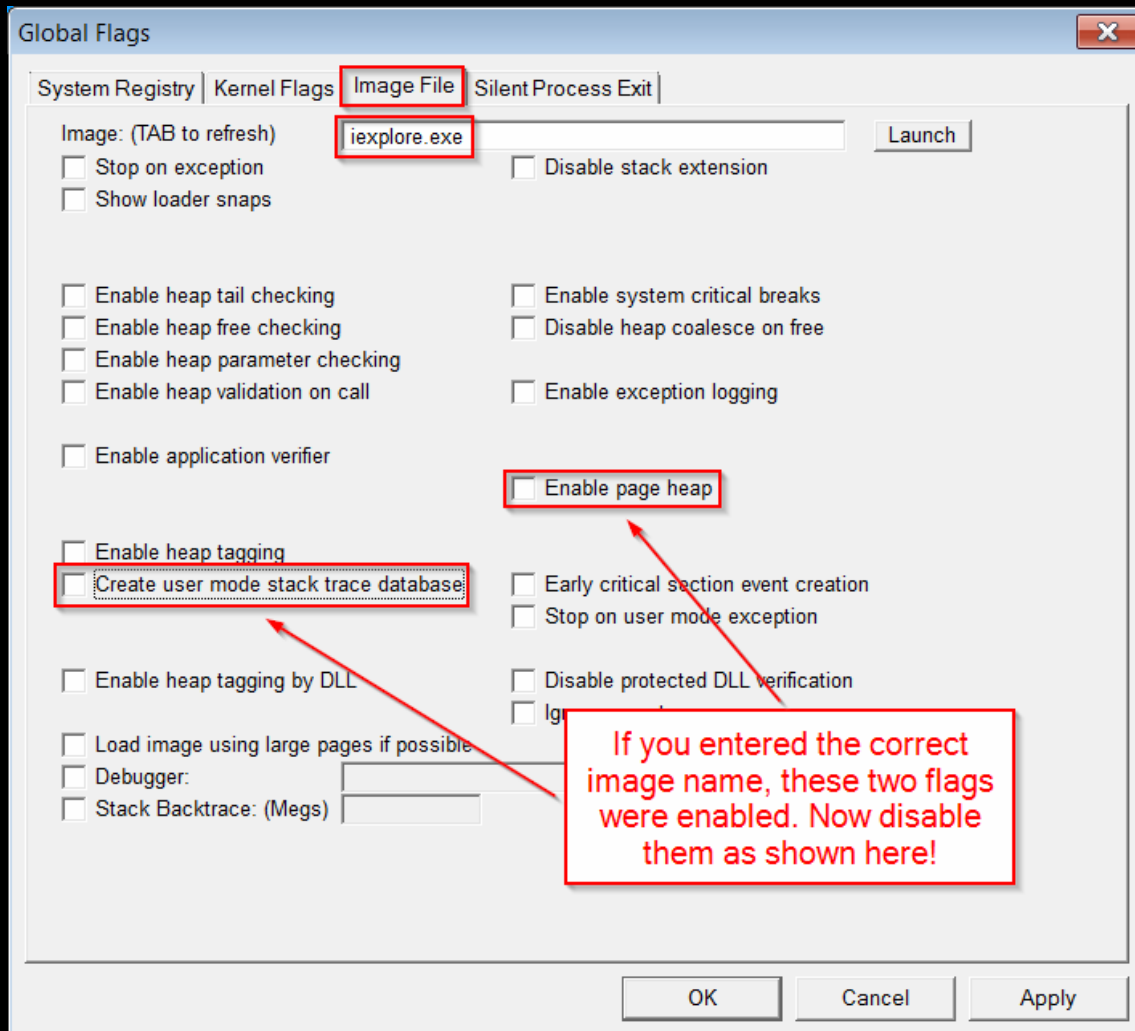 Global Flags
System Registry Kernel Flags Image File Silent Process Exit
Image: (TAB to refresh) iexplore.exe Launch
Stop on exception Disable stack extension
Show loader snaps
Enable heap tail checking Enable system critical breaks
Enable heap free checking Disable heap coalesce on free
Enable heap parameter checking
Enable heap validation on call Enable exception logging
Enable application verifier
Enable page heap
Enable heap tagging
Create user mode stack trace database Early critical section event creation
Stop on user mode exception
Enable heap tagging by DLL Disable protected DLL verification
Load image using large pages if possible
Debugger:
Stack Backtrace: (Megs)
If you entered the correct
image name, these two flags
were enabled. Now disable
them as shown here!
OK Cancel Apply